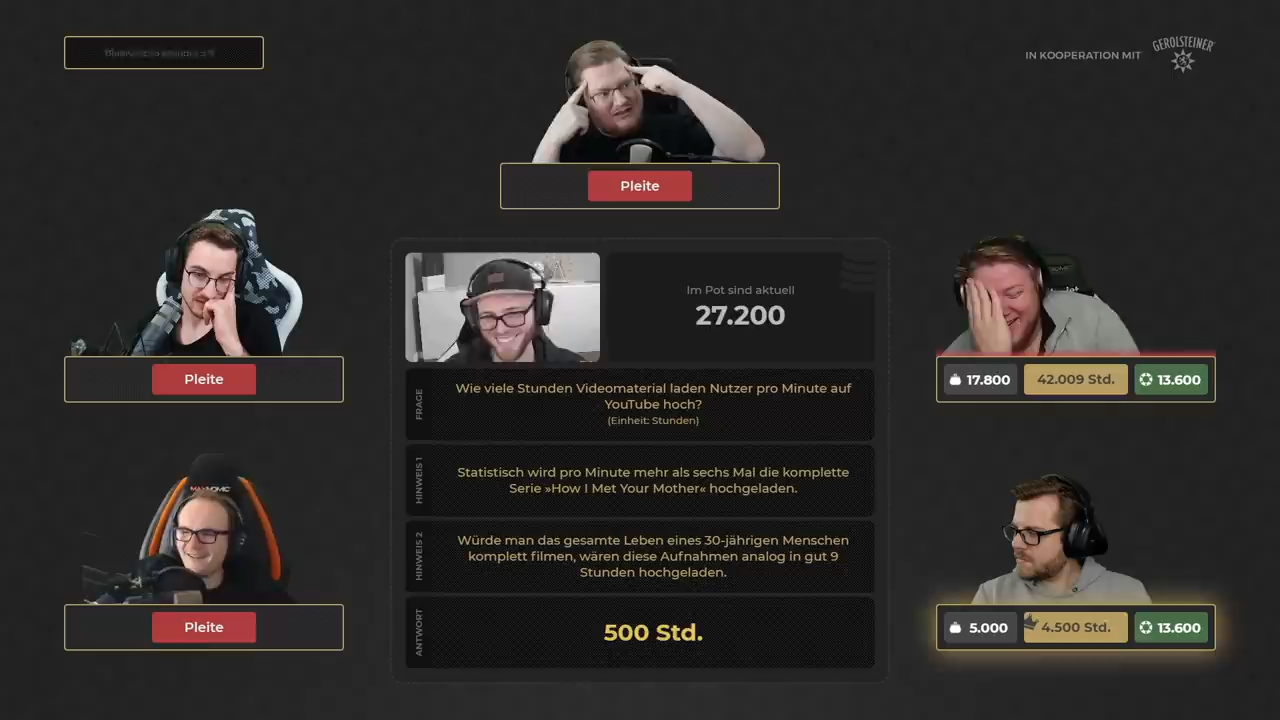 IN KOOPERATION MIT
GEROLSTEINER
Pleite
Im Pot sind aktuell
27.200
Pleite
17.800
42.009 Std.
13.600
FRAGE
Wie viele Stunden Videomaterial laden Nutzer pro Minute auf
YouTube hoch?
(Einheit: Stunden)
HINWEIS 1
Statistisch wird pro Minute mehr als sechs Mal die komplette
Serie »How I Met Your Mother« hochgeladen.
MAXNOMIC
HINWEIS 2
Würde man das gesamte Leben eines 30-jährigen Menschen
komplett filmen, wären diese Aufnahmen analog in gut 9
Stunden hochgeladen.
Pleite
ANTWORT
500 Std.
5.000
4.500 Std.
13.600